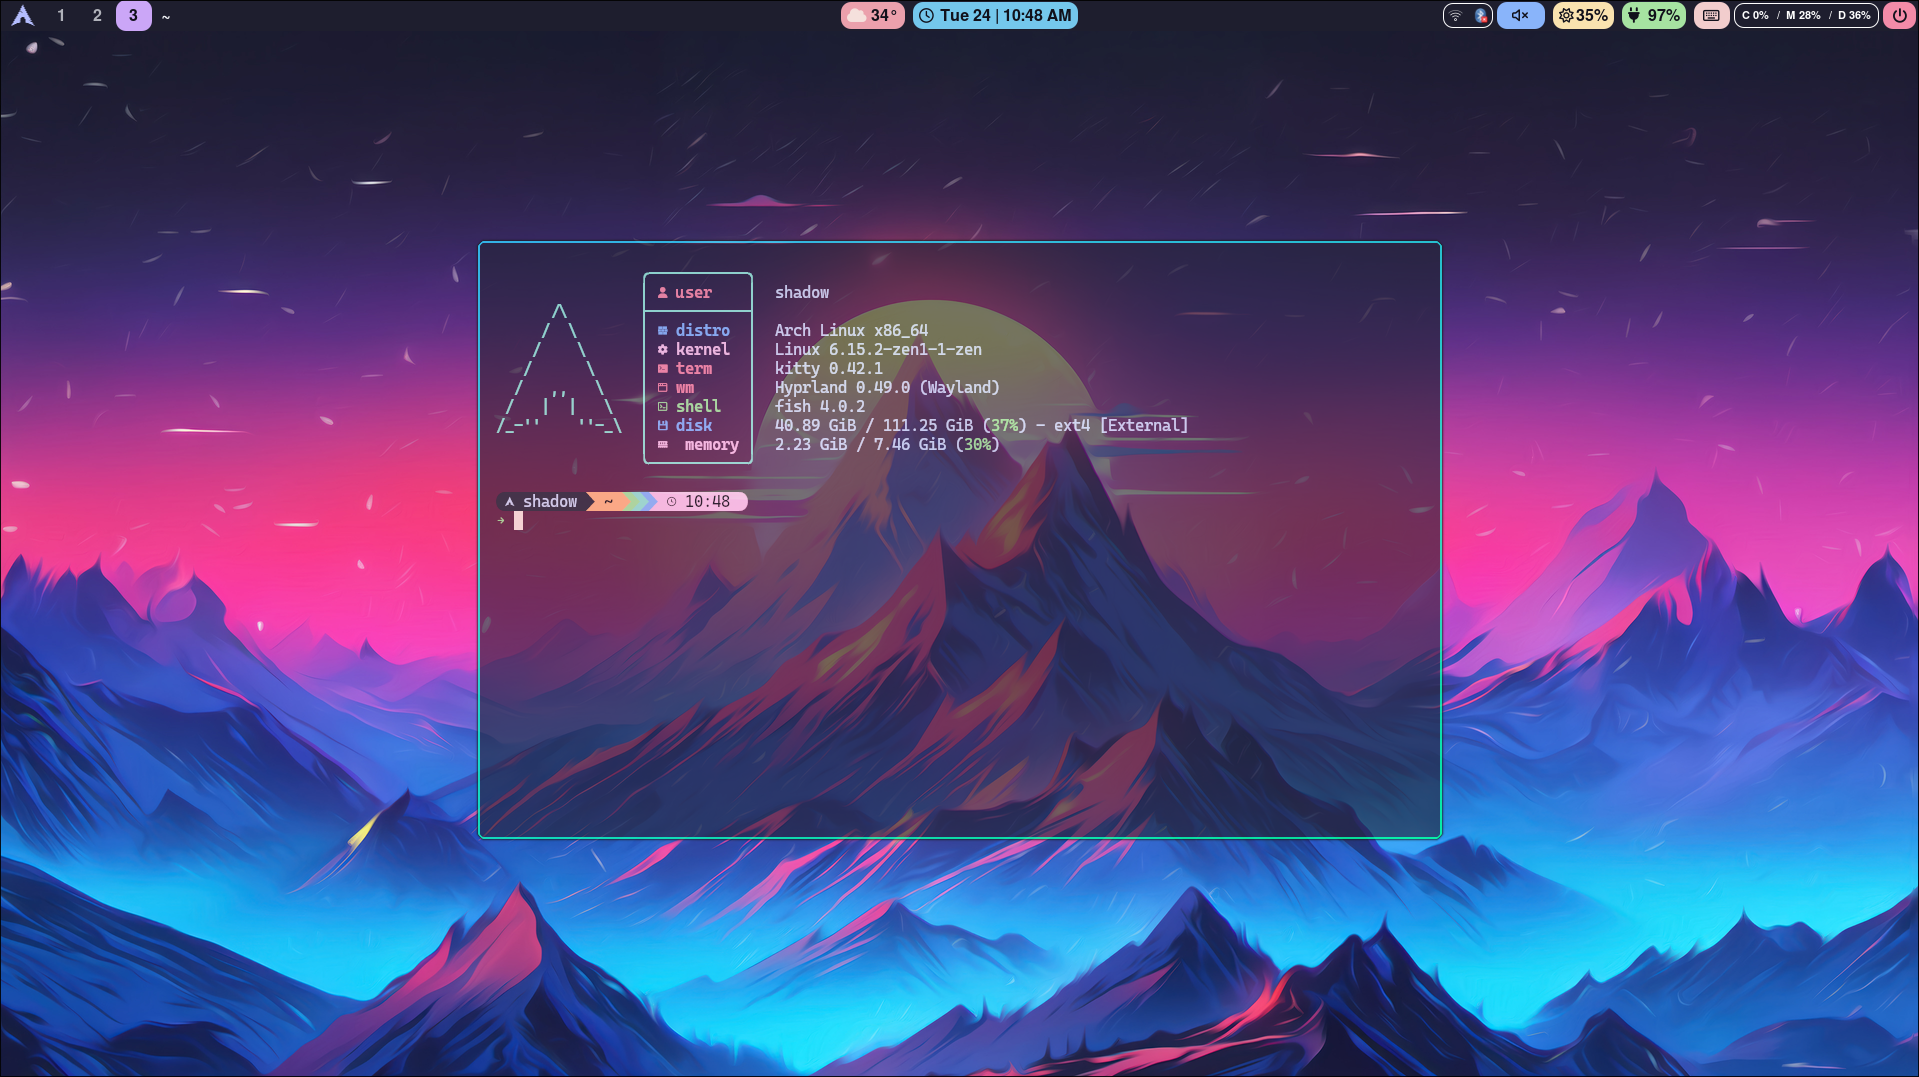 1 2 3 ~ 34° Tue 24 | 10:48 AM 35% 97% C 0% / M 28% / D 36%
user shadow
distro Arch Linux x86_64
kernel Linux 6.15.2-zen1-1-zen
term kitty 0.42.1
wm Hyprland 0.49.0 (Wayland)
shell fish 4.0.2
disk 40.89 GiB / 111.25 GiB (37%) - ext4 [External]
memory 2.23 GiB / 7.46 GiB (30%)
shadow ~ 10:48